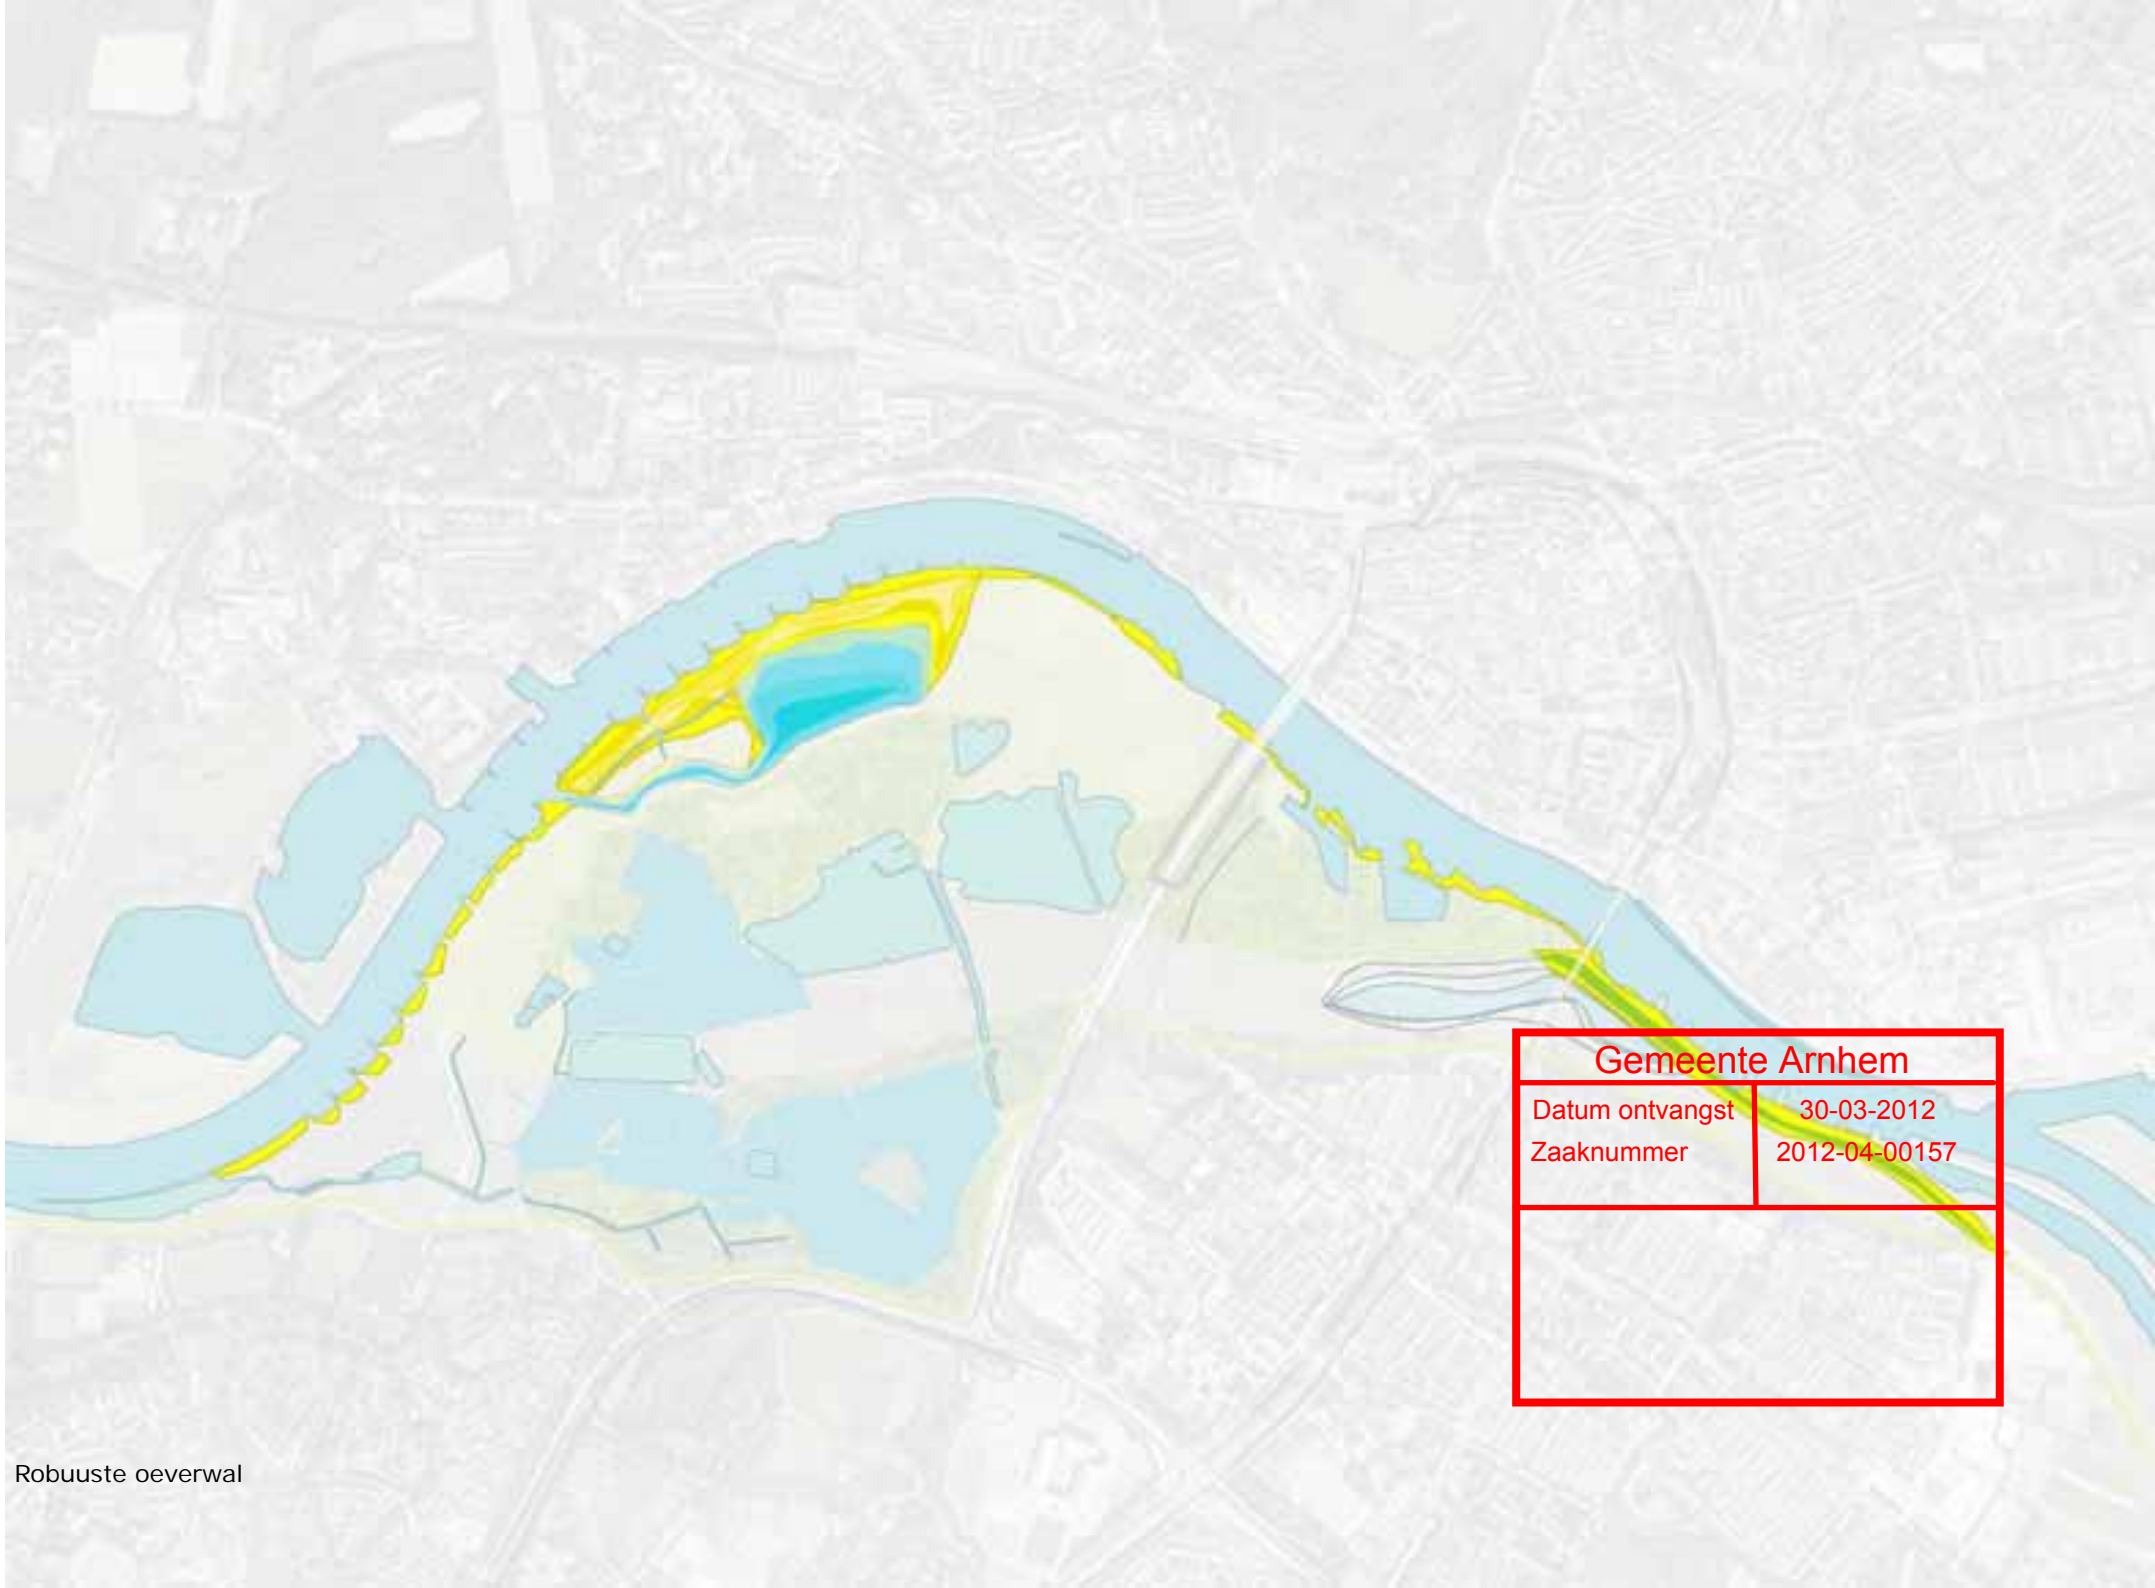 Gemeente Arnhem
Datum ontvangst 30-03-2012
Zaaknummer 2012-04-00157
Robuuste oeverwal